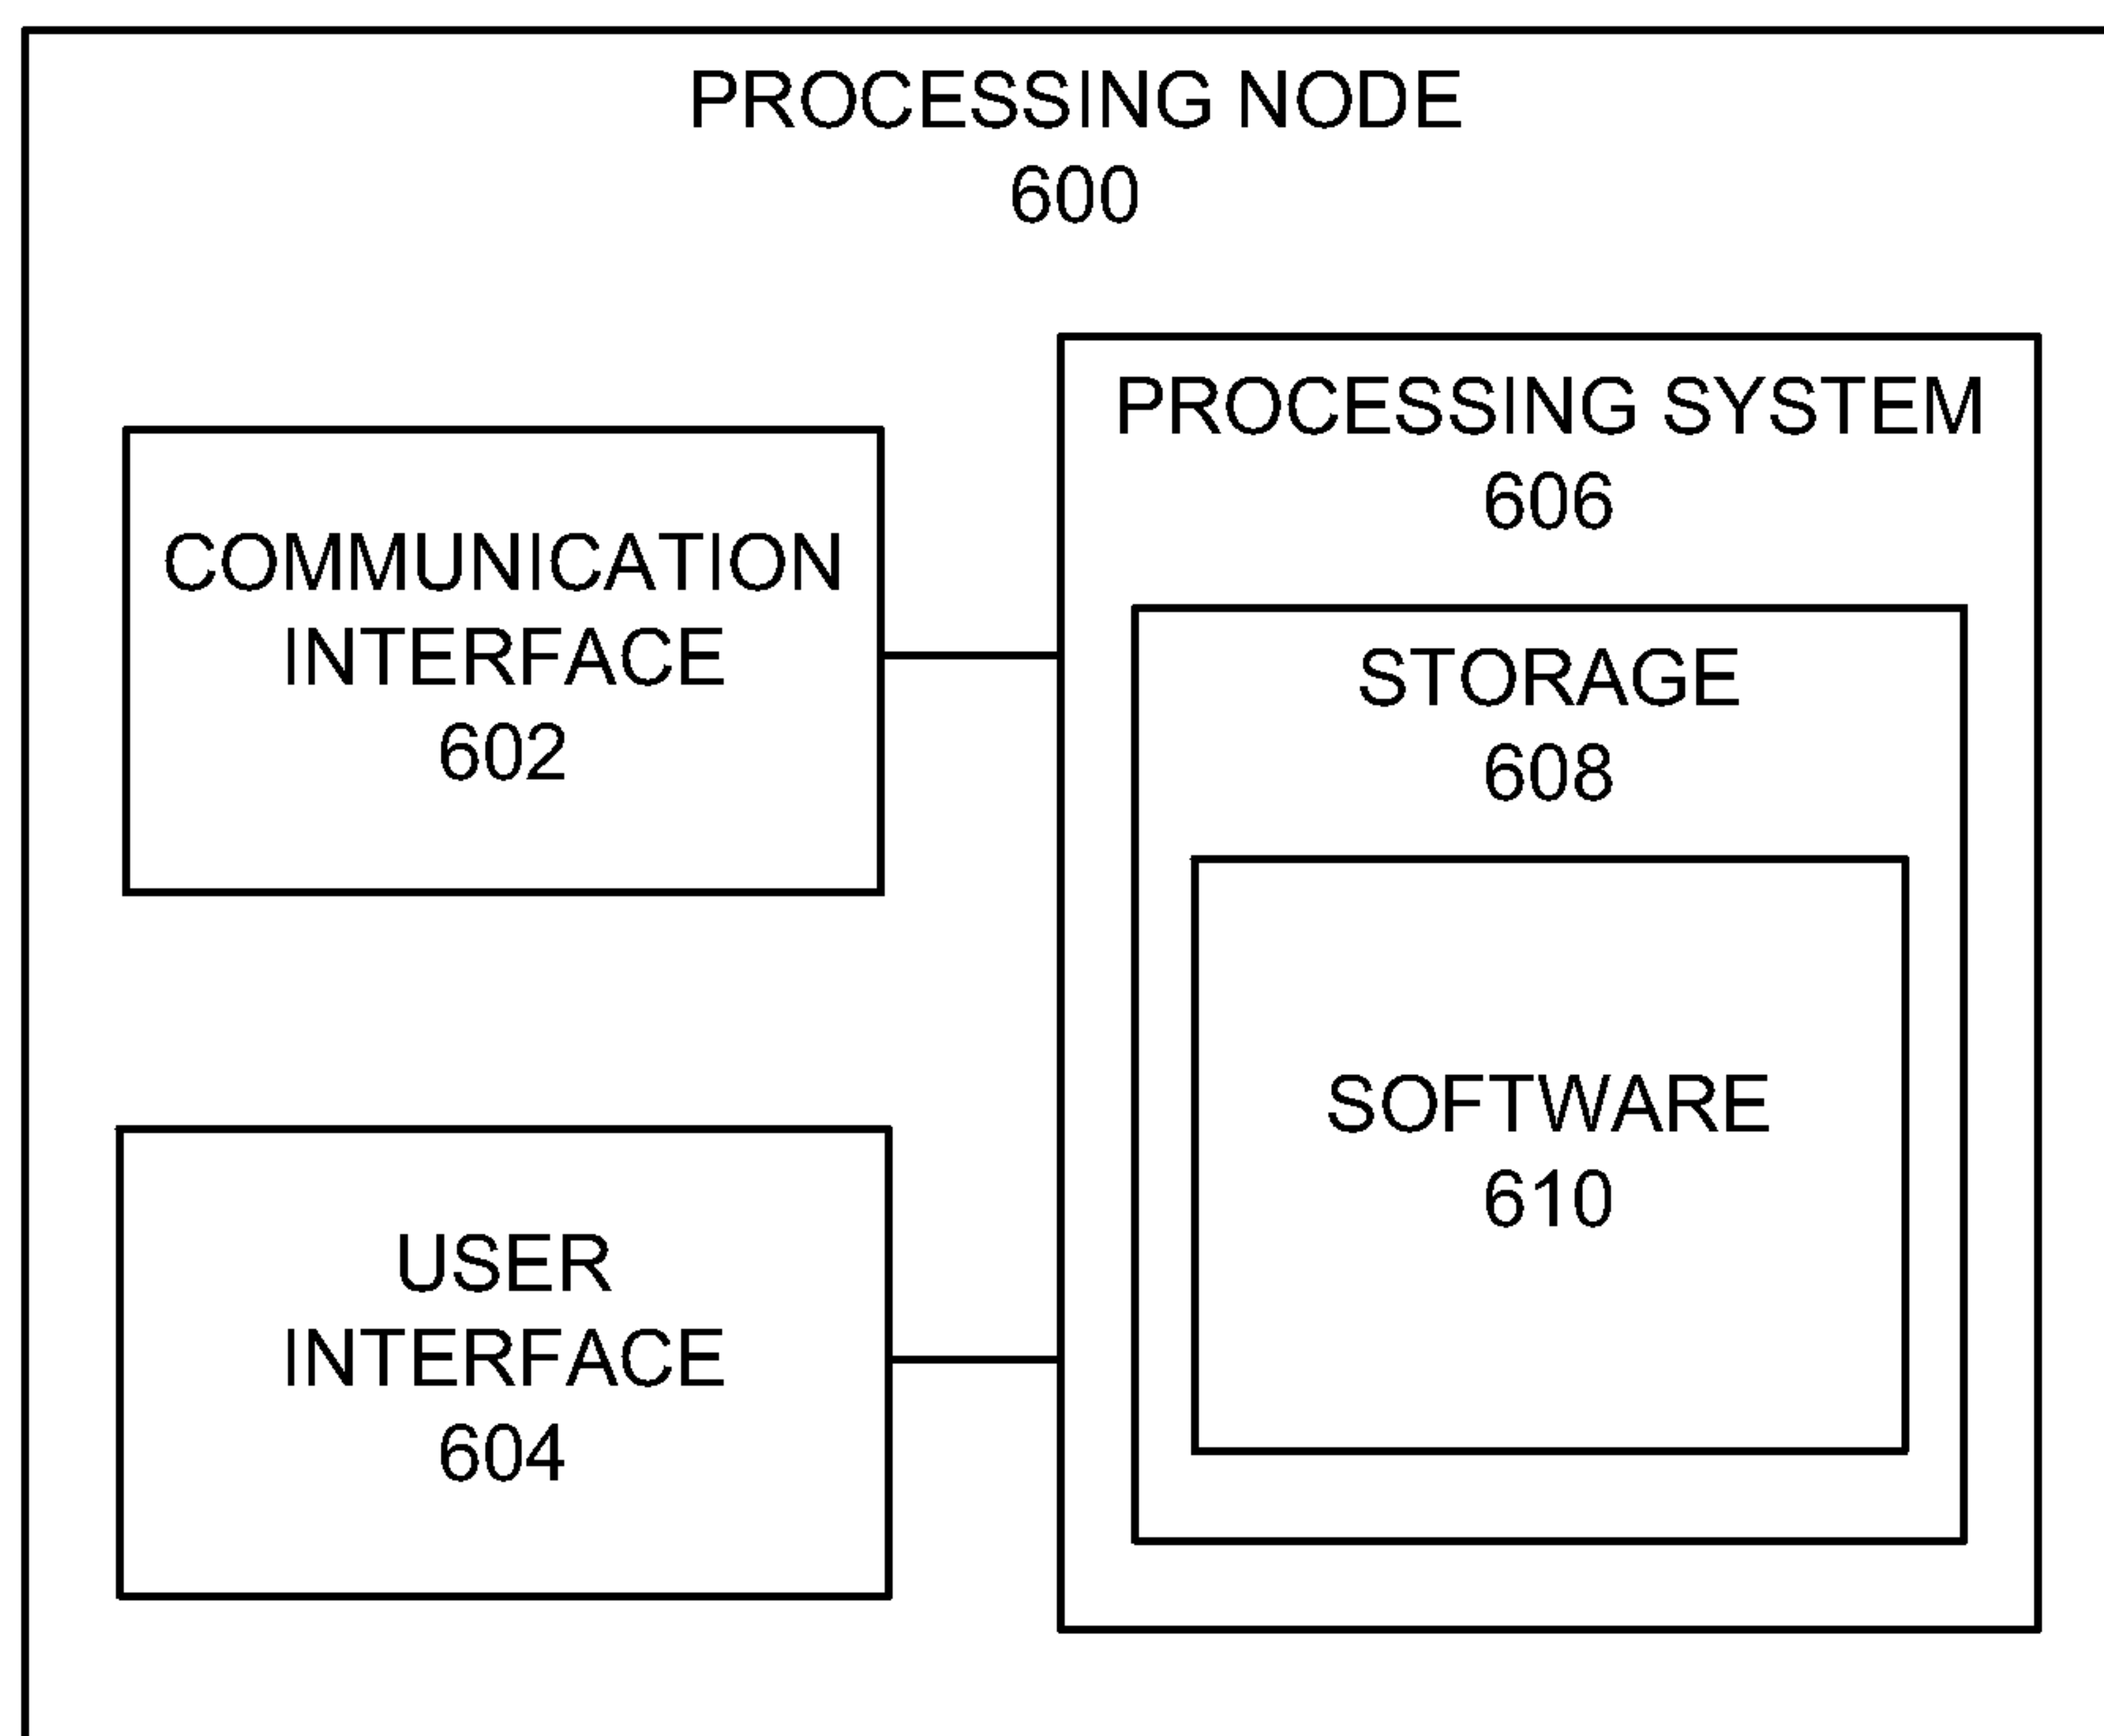 PROCESSING NODE
600
COMMUNICATION
INTERFACE
602
USER
INTERFACE
604
PROCESSING SYSTEM
606
STORAGE
608
SOFTWARE
610